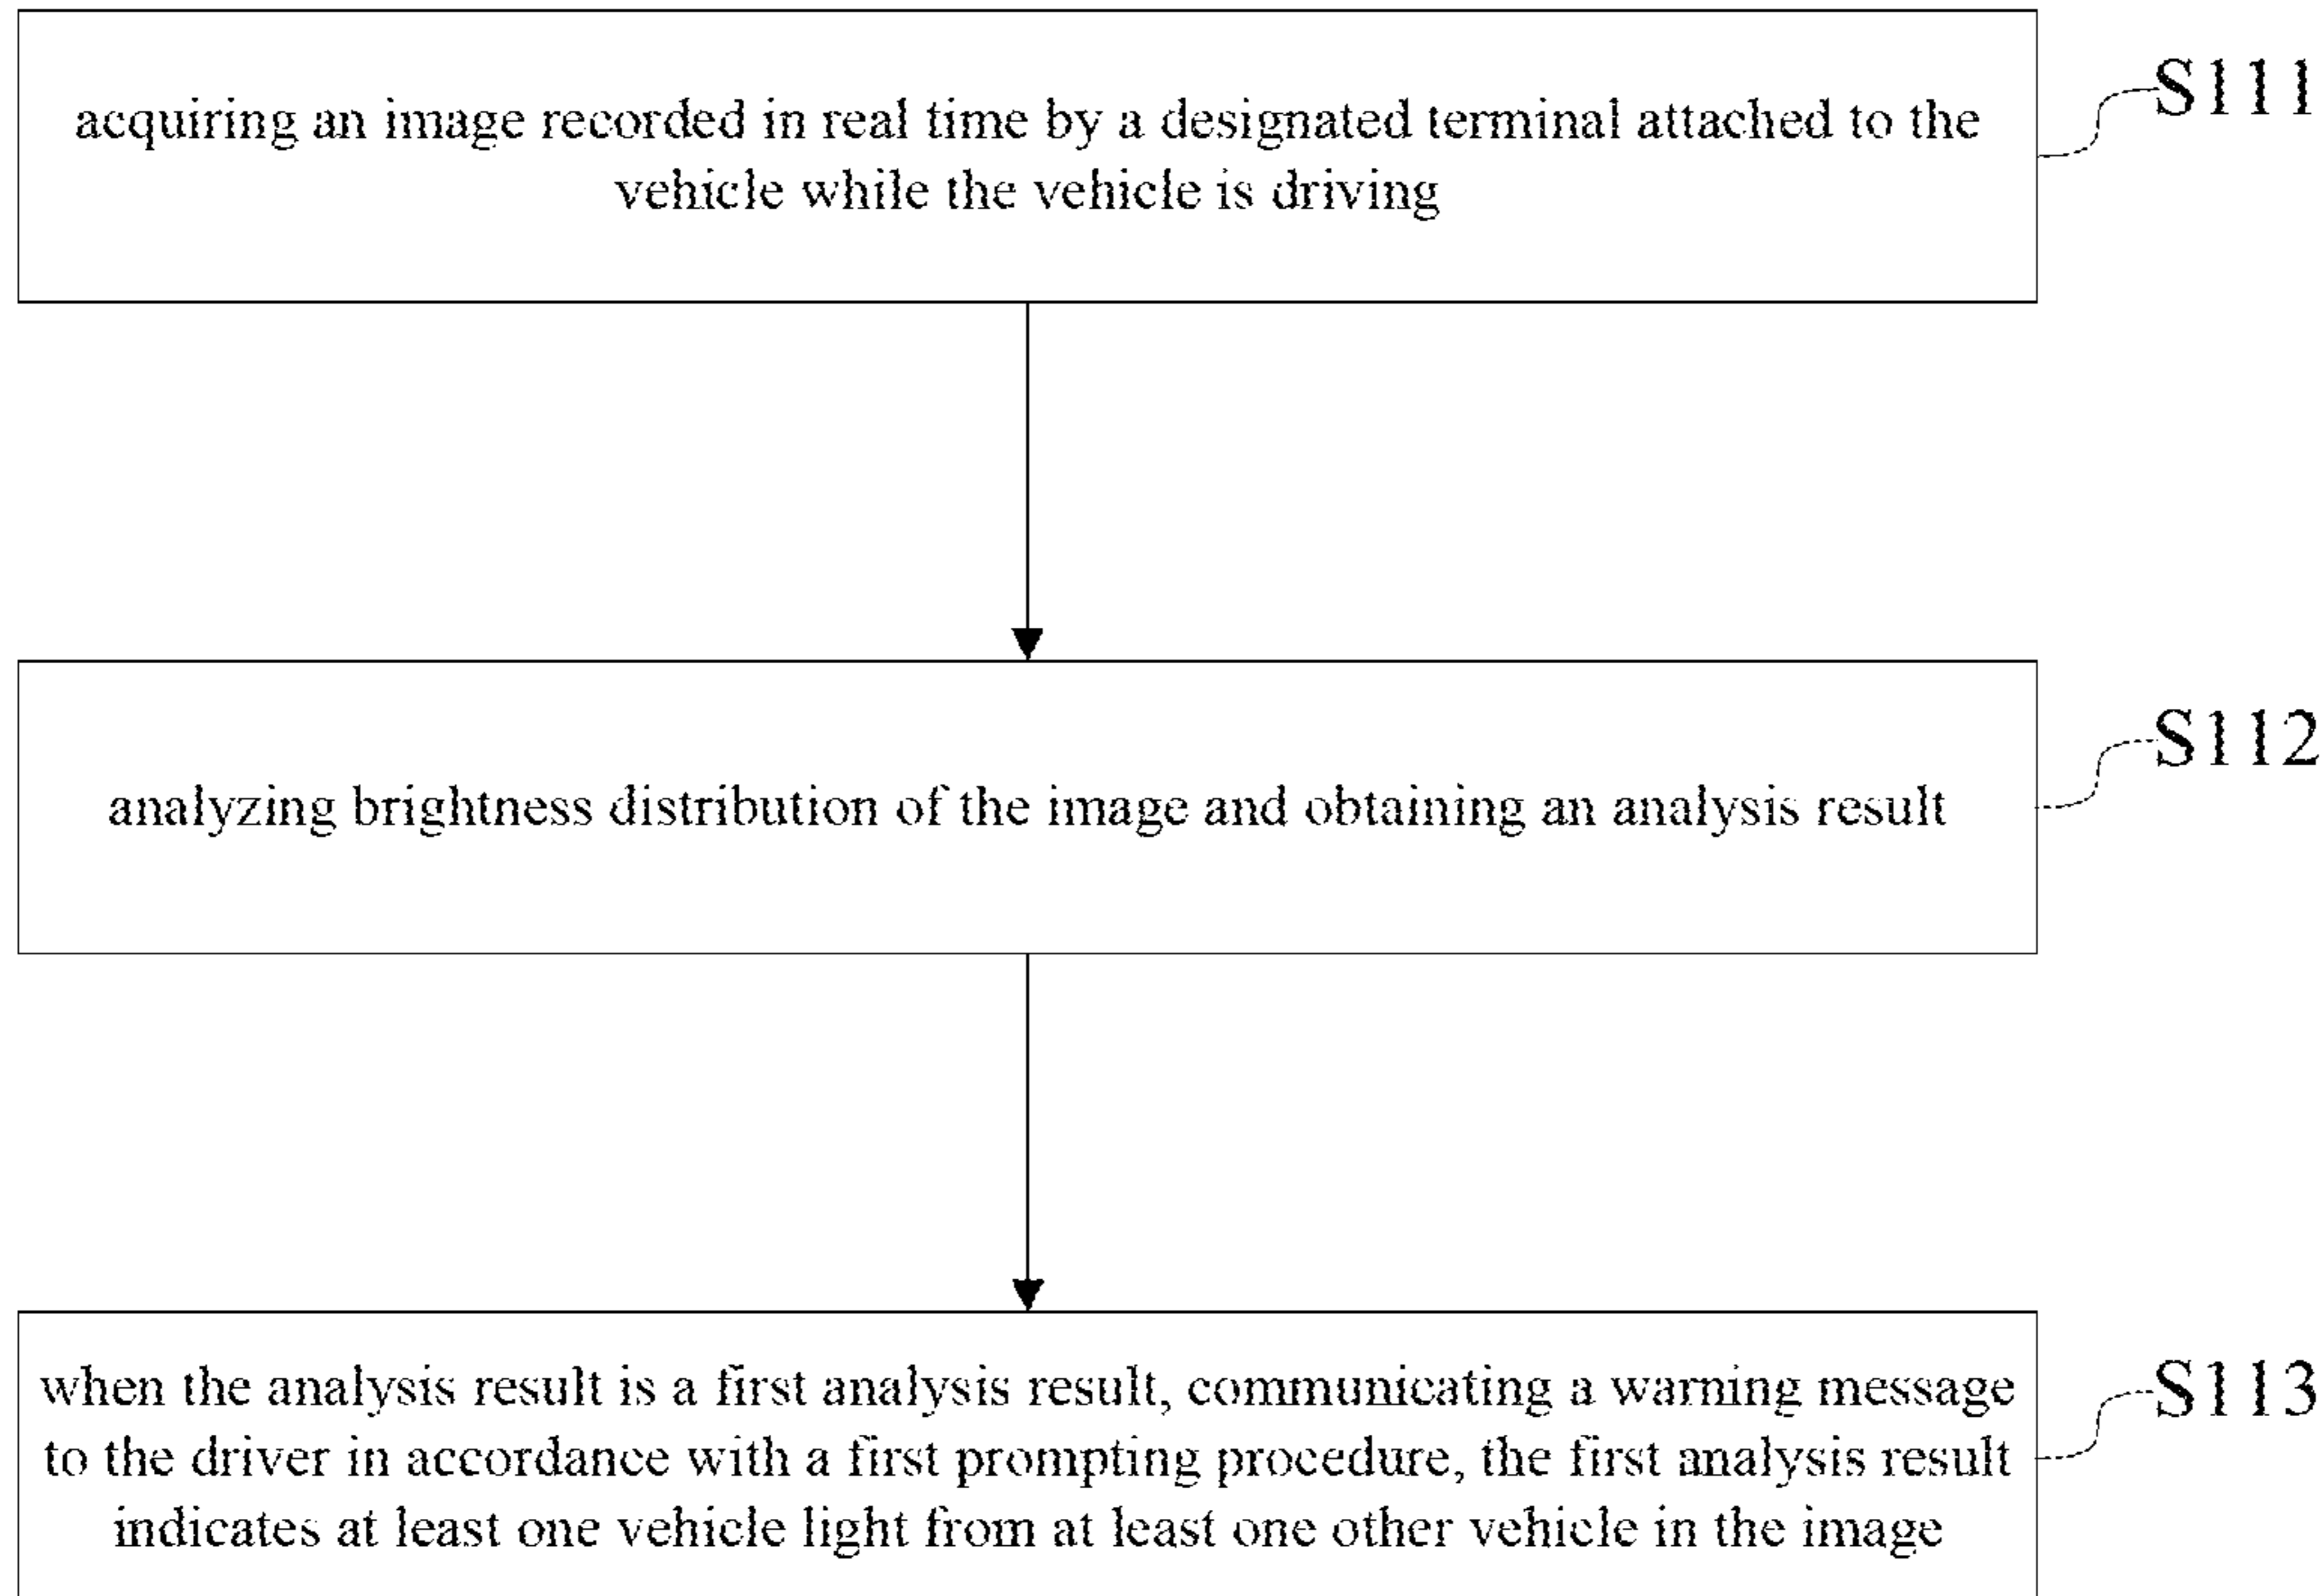 acquiring an image recorded in real time by a designated terminal attached to the
vehicle while the vehicle is driving
S111
analyzing brightness distribution of the image and obtaining an analysis result
S112
when the analysis result is a first analysis result, communicating a warning message
to the driver in accordance with a first prompting procedure, the first analysis result
indicates at least one vehicle light from at least one other vehicle in the image
S113